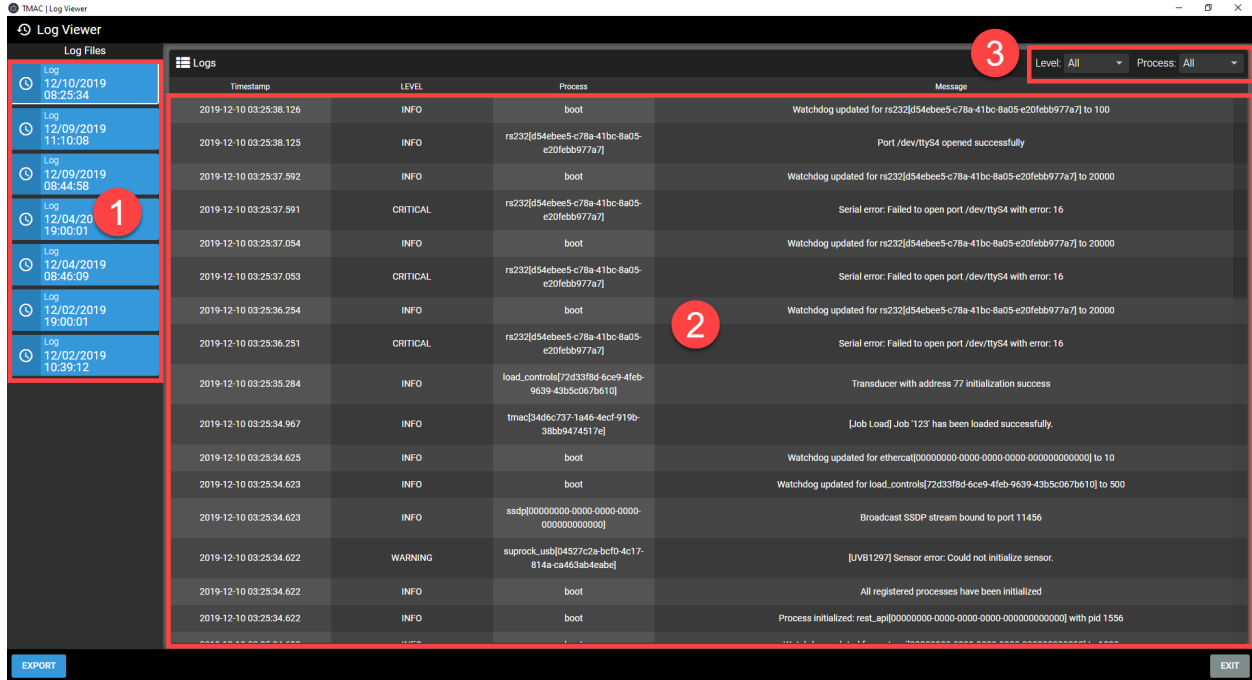 TMAC | Log Viewer
Log Viewer
Log Files
Log
12/10/2019
08:25:34
Log
12/09/2019
11:10:08
Log
12/09/2019
08:44:58
Log
12/04/20
19:00:01
Log
12/04/2019
08:46:09
Log
12/02/2019
19:00:01
Log
12/02/2019
10:39:12
1
Logs
3
Level: All Process: All
Timestamp LEVEL Process Message
2019-12-10 03:25:38.126 INFO boot Watchdog updated for rs232[d54ebee5-c78a-41bc-8a05-e20febb977a7] to 100
2019-12-10 03:25:38.125 INFO rs232[d54ebee5-c78a-41bc-8a05-
e20febb977a7] Port /dev/ttyS4 opened successfully
2019-12-10 03:25:37.592 INFO boot Watchdog updated for rs232[d54ebee5-c78a-41bc-8a05-e20febb977a7] to 20000
2019-12-10 03:25:37.591 CRITICAL rs232[d54ebee5-c78a-41bc-8a05-
e20febb977a7] Serial error: Failed to open port /dev/ttyS4 with error: 16
2019-12-10 03:25:37.054 INFO boot Watchdog updated for rs232[d54ebee5-c78a-41bc-8a05-e20febb977a7] to 20000
2019-12-10 03:25:37.053 CRITICAL rs232[d54ebee5-c78a-41bc-8a05-
e20febb977a7] Serial error: Failed to open port /dev/ttyS4 with error: 16
2019-12-10 03:25:36.254 INFO boot Watchdog updated for rs232[d54ebee5-c78a-41bc-8a05-e20febb977a7] to 20000
2
2019-12-10 03:25:36.251 CRITICAL rs232[d54ebee5-c78a-41bc-8a05-
e20febb977a7] Serial error: Failed to open port /dev/ttyS4 with error: 16
2019-12-10 03:25:35.284 INFO load_controls[72d33f8d-6ce9-4feb-
9639-43b5c067b610] Transducer with address 77 initialization success
2019-12-10 03:25:34.967 INFO tmac[34d6c737-1a46-4ecf-919b-
38bb9474517e] [Job Load] Job '123' has been loaded successfully.
2019-12-10 03:25:34.625 INFO boot Watchdog updated for ethercat[00000000-0000-0000-0000-000000000000] to 10
2019-12-10 03:25:34.623 INFO boot Watchdog updated for load_controls[72d33f8d-6ce9-4feb-9639-43b5c067b610] to 500
2019-12-10 03:25:34.623 INFO ssdp[00000000-0000-0000-0000-
000000000000] Broadcast SSDP stream bound to port 11456
2019-12-10 03:25:34.622 WARNING suprock_usb[04527c2a-bcf0-4c17-
814a-ca463ab4eabe] [UVB1297] Sensor error: Could not initialize sensor.
2019-12-10 03:25:34.622 INFO boot All registered processes have been initialized
2019-12-10 03:25:34.622 INFO boot Process initialized: rest_api[00000000-0000-0000-0000-000000000000] with pid 1556
EXPORT EXIT